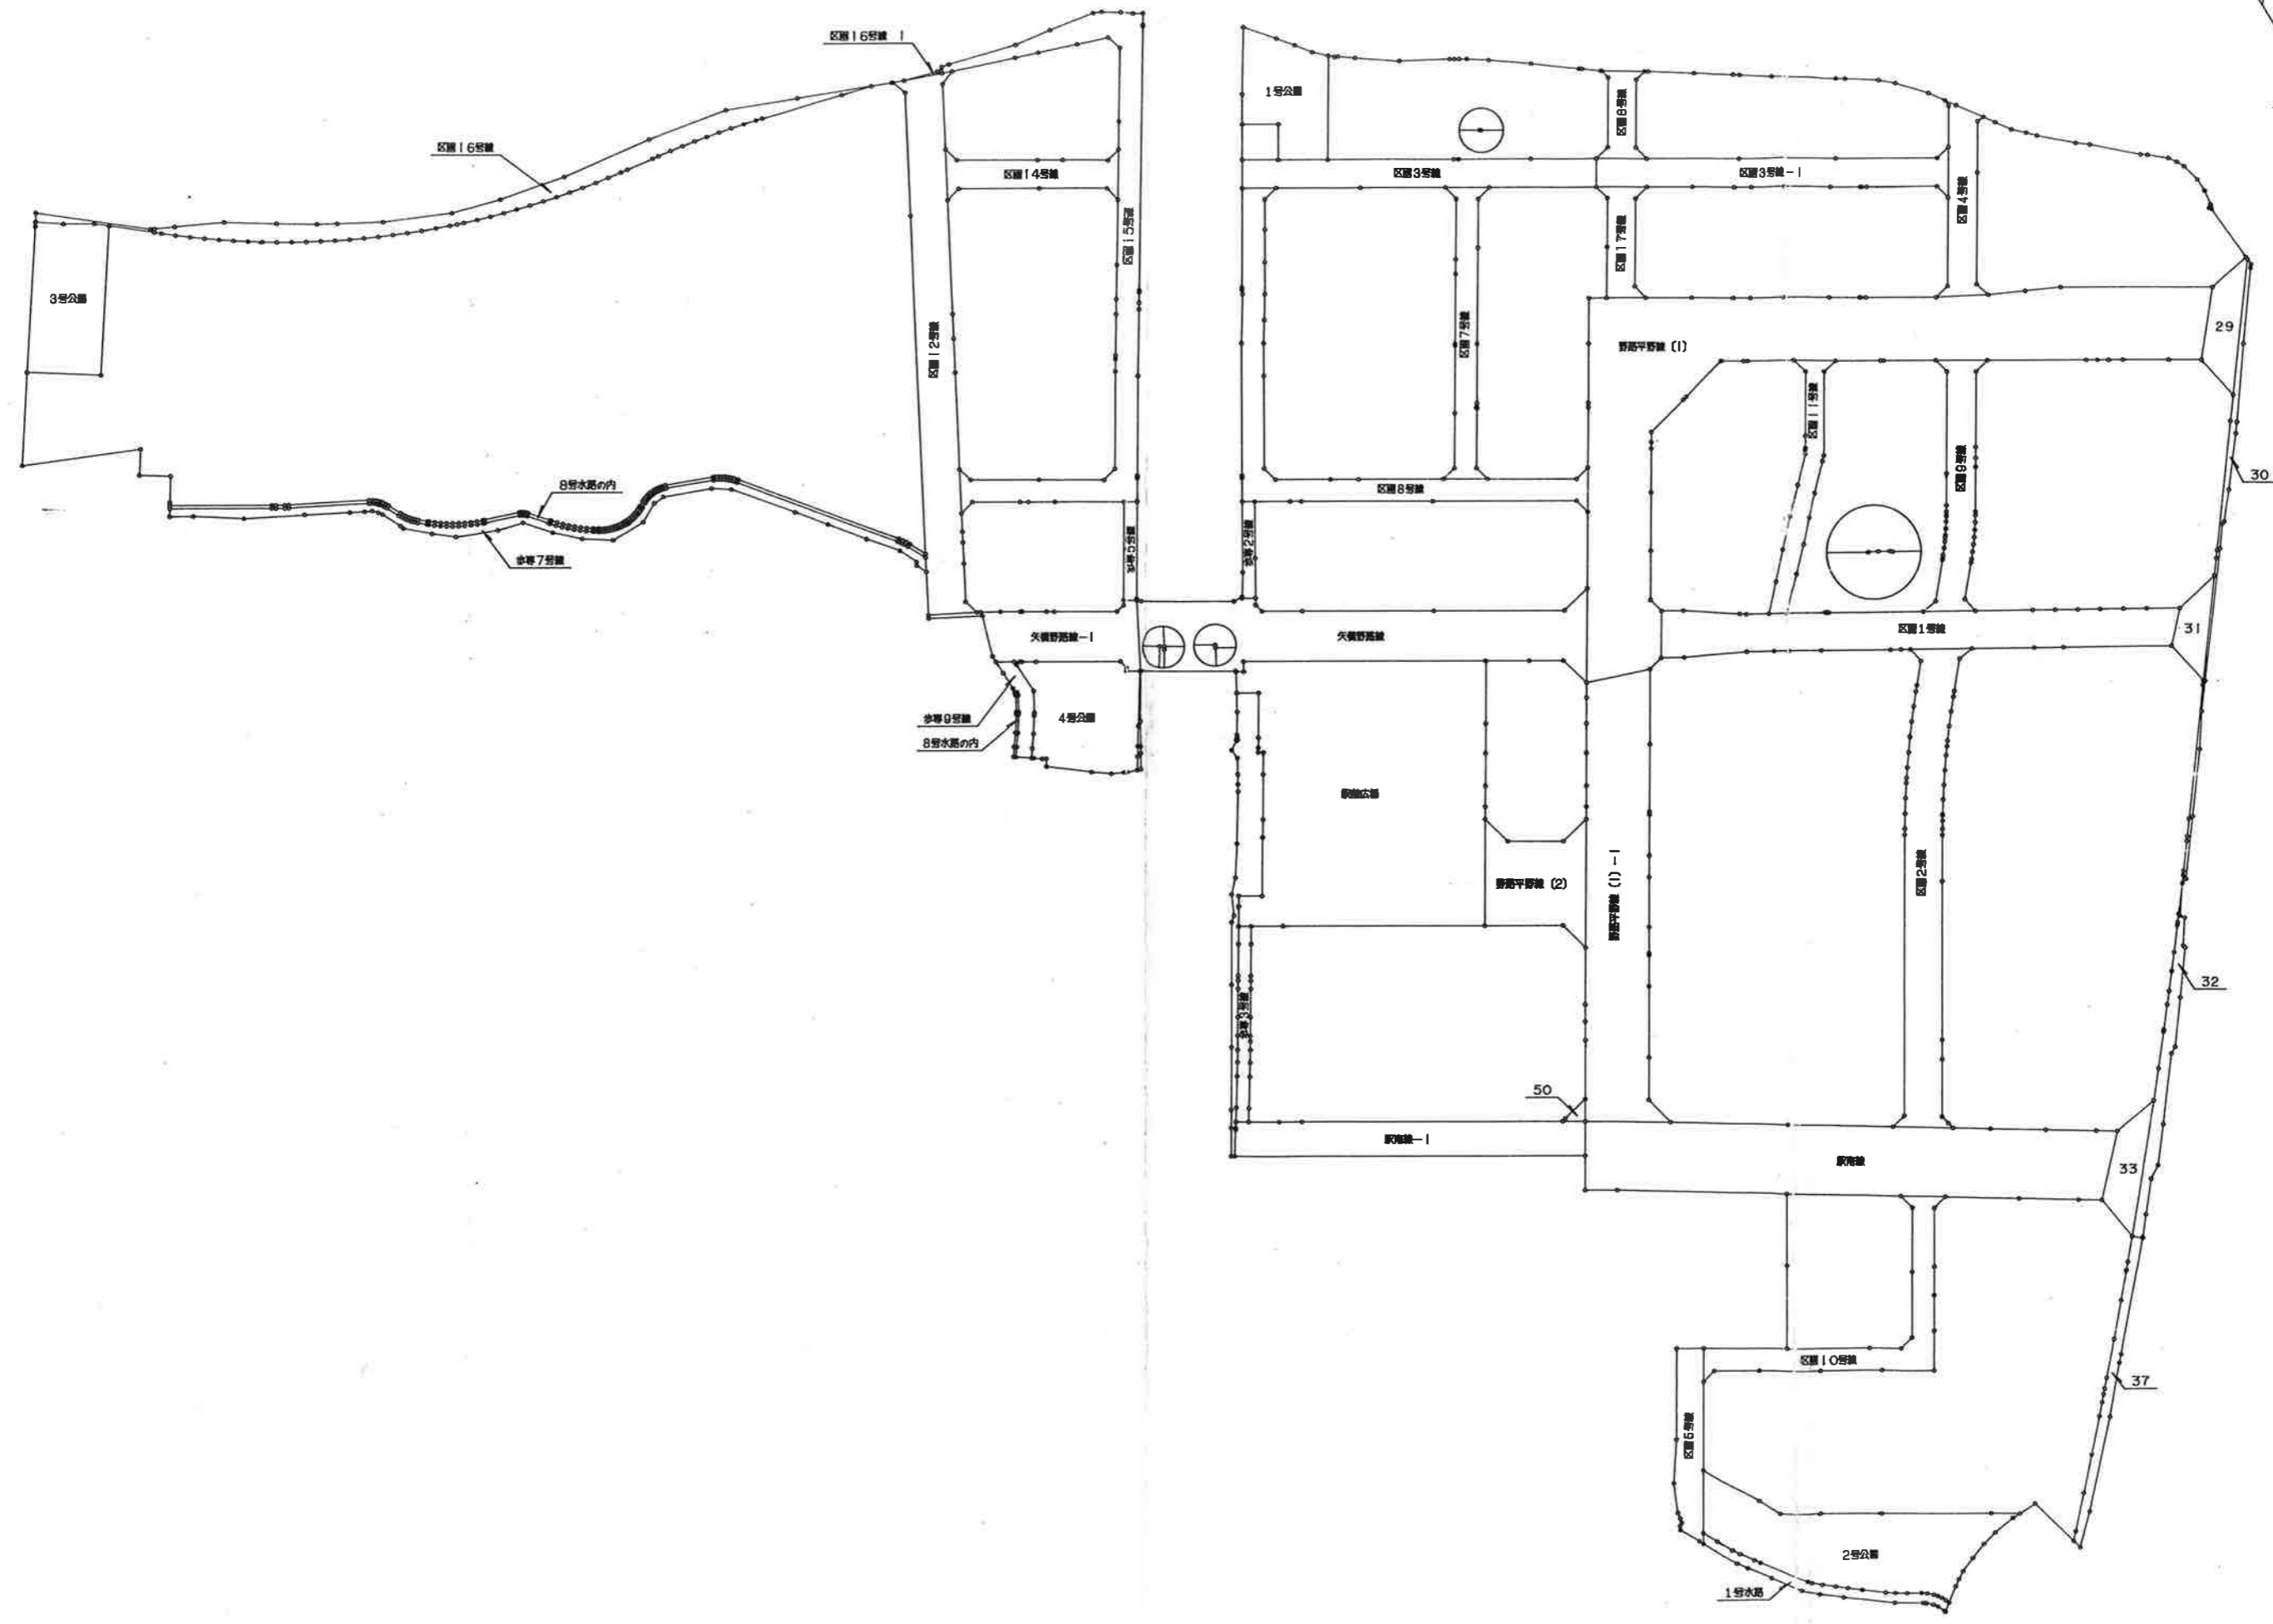 区画16号線 1
区画16号線
1号公園
区画8号線
区画14号線
区画3号線
区画3号線-1
区画4号線
区画15号線
区画17号線
3号公園
29
区画12号線
区画7号線
野路平野線 (1)
区画11号線
区画9号線
30
8号水路の内
区画8号線
歩専7号線
歩専5号線
歩専2号線
矢橋野路線-1
矢橋野路線
区画1号線
31
歩専9号線
4号公園
8号水路の内
駅前広場
野路平野線 (2)
野路平野線 (1)-1
区画2号線
32
歩専3号線
50
駅南線-1
駅南線
33
区画10号線
37
区画5号線
2号公園
1号水路